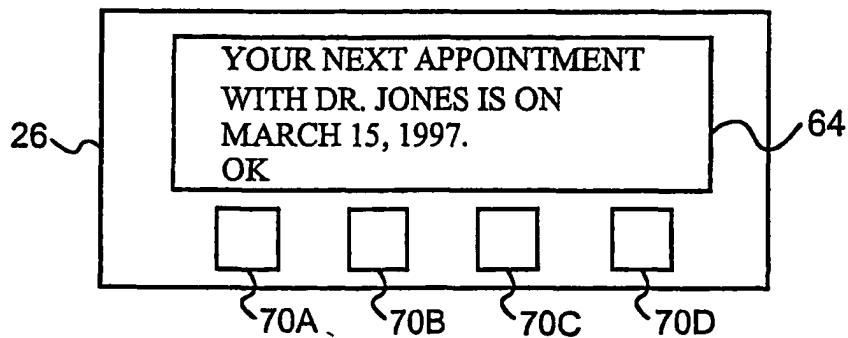 YOUR NEXT APPOINTMENT
WITH DR. JONES IS ON
MARCH 15, 1997.
OK
26
64
70A
70B
70C
70D